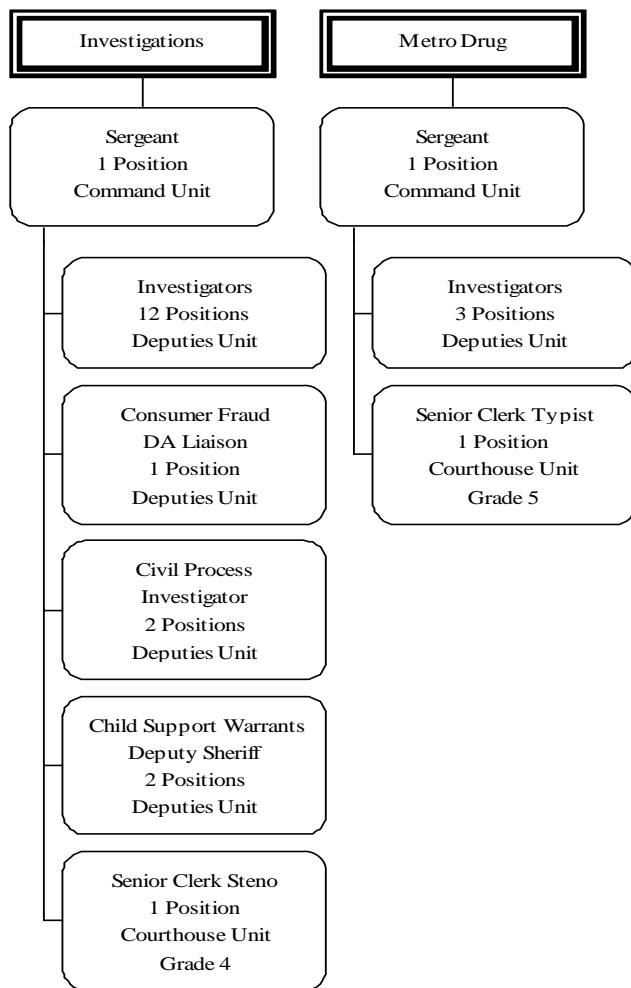 Investigations
Sergeant
1 Position
Command Unit
Investigators
12 Positions
Deputies Unit
Consumer Fraud
DA Liaison
1 Position
Deputies Unit
Civil Process
Investigator
2 Positions
Deputies Unit
Child Support Warrants
Deputy Sheriff
2 Positions
Deputies Unit
Senior Clerk Steno
1 Position
Courthouse Unit
Grade 4
Metro Drug
Sergeant
1 Position
Command Unit
Investigators
3 Positions
Deputies Unit
Senior Clerk Typist
1 Position
Courthouse Unit
Grade 5